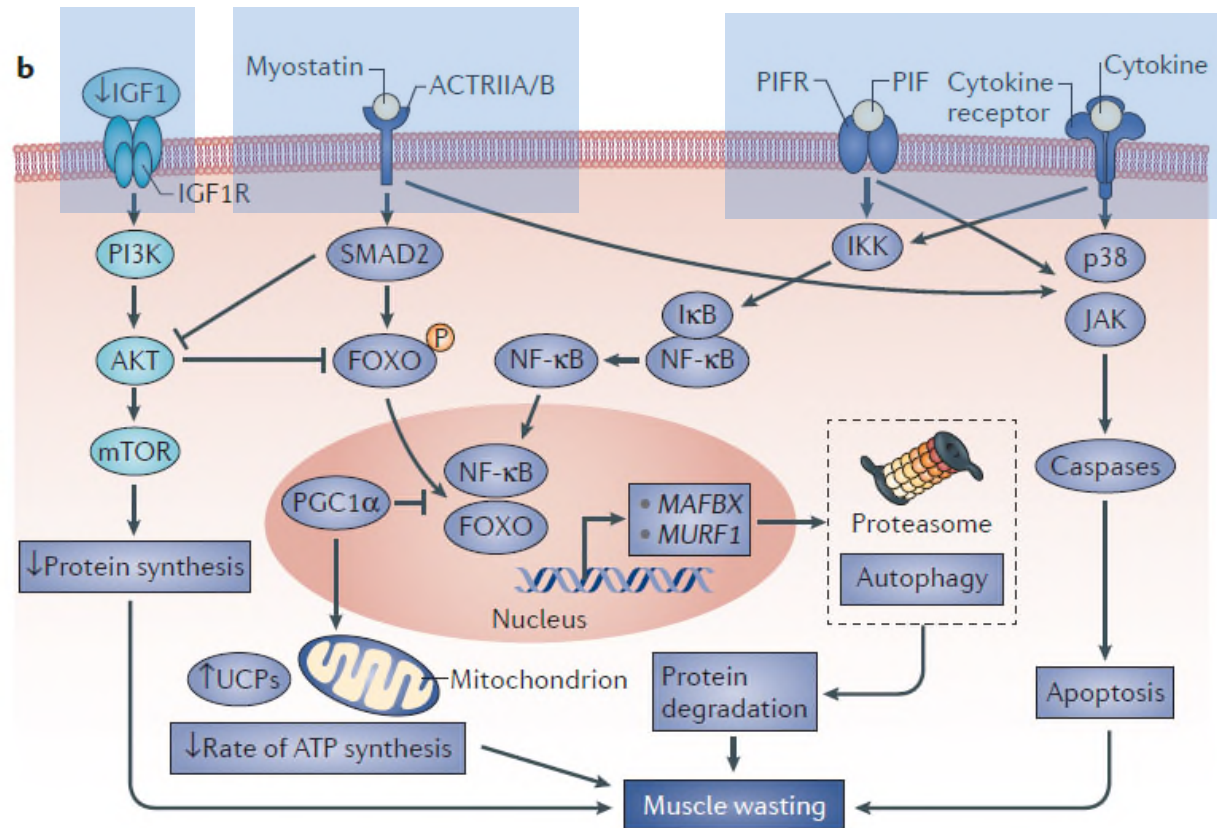 b
↓IGF1
IGF1R
Myostatin
ACTRIIA/B
PIFR
PIF
Cytokine
receptor
Cytokine
PI3K
SMAD2
IKK
p38
JAK
IκB
NF-κB
NF-κB
AKT
FOXO
P
mTOR
NF-κB
FOXO
PGC1α
• MAFBX
• MURF1
Nucleus
Proteasome
Autophagy
Caspases
↓Protein synthesis
↑UCPs
Mitochondrion
↓Rate of ATP synthesis
Protein
degradation
Apoptosis
Muscle wasting